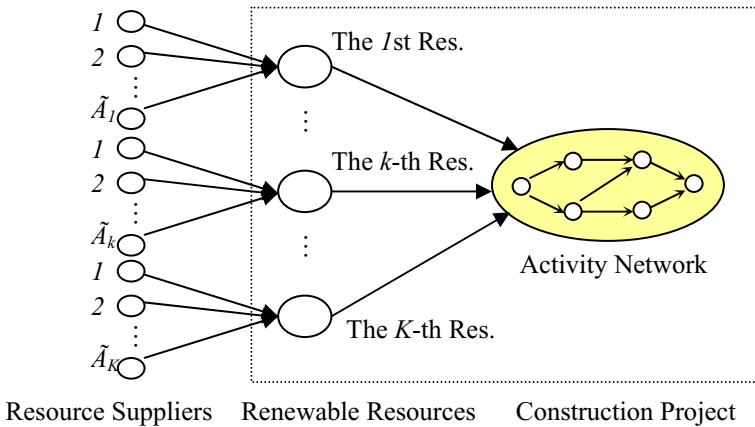 1
2
⋮
Ã₁
1
2
⋮
Ãₖ
1
2
⋮
Ã_K
The 1st Res.
⋮
The k-th Res.
⋮
The K-th Res.
Activity Network
Resource Suppliers
Renewable Resources
Construction Project